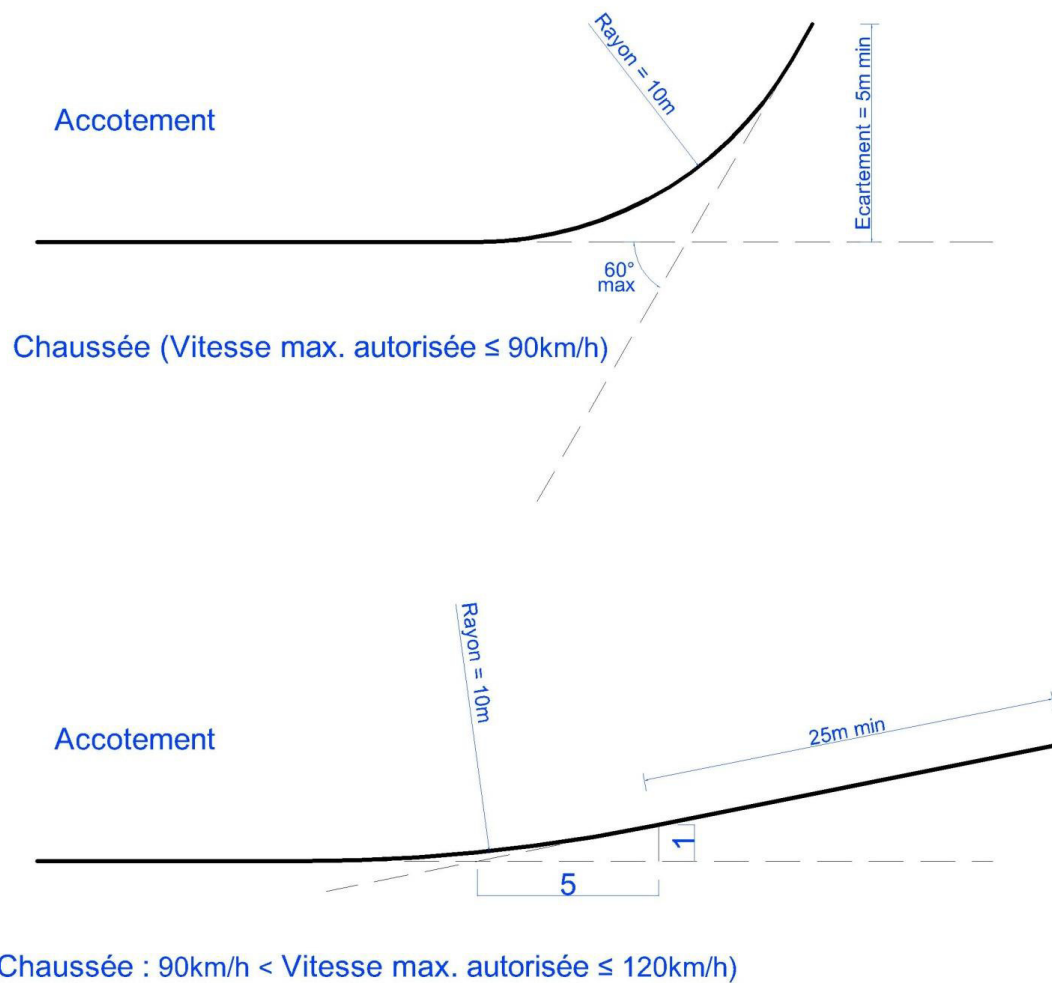 Rayon = 10m
Accotement
Ecartement = 5m min
60°
max
Chaussée (Vitesse max. autorisée ≤ 90km/h)
Rayon = 10m
Accotement
25m min
1
5
Chaussée : 90km/h < Vitesse max. autorisée ≤ 120km/h)